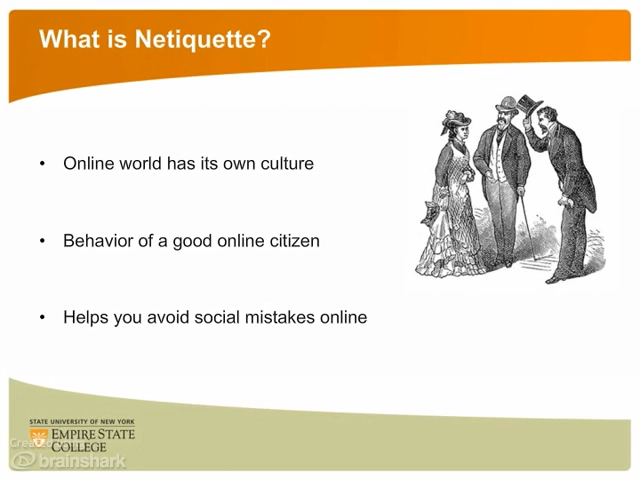 What is Netiquette?
• Online world has its own culture
• Behavior of a good online citizen
• Helps you avoid social mistakes online
STATE UNIVERSITY OF NEW YORK
EMPIRE STATE
COLLEGE
Created
brainshark